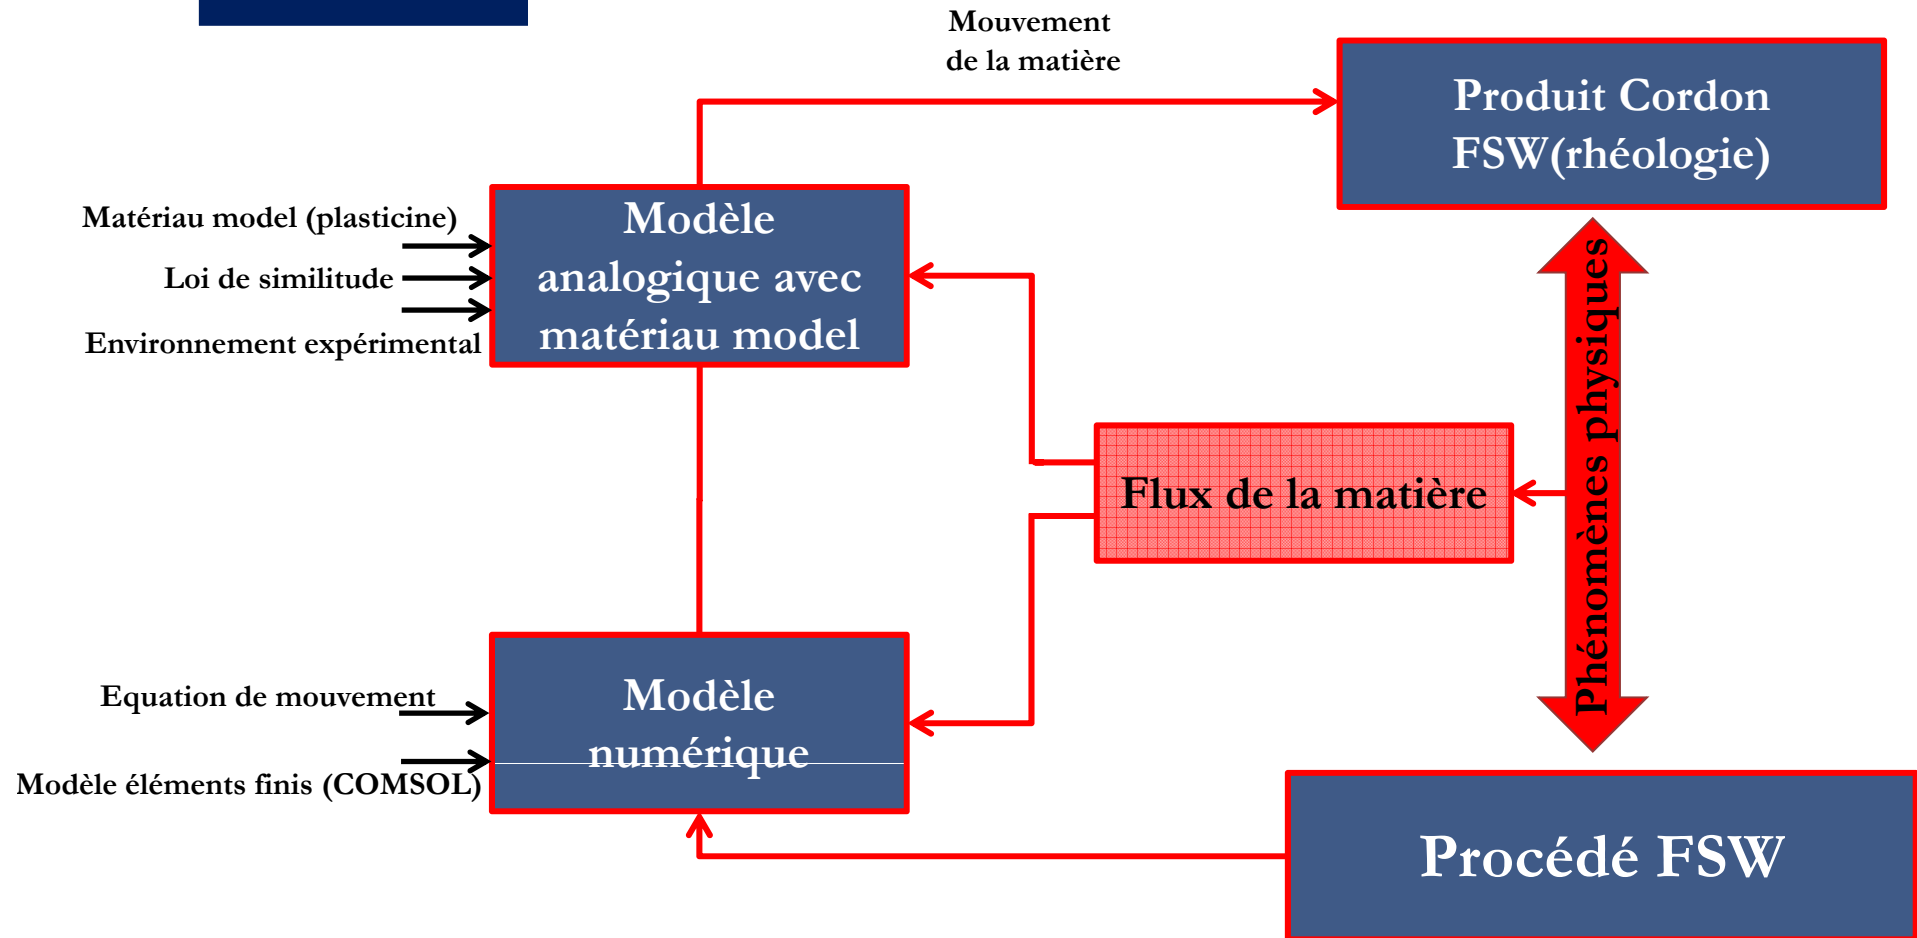 Mouvement
de la matière
Produit Cordon
FSW(rhéologie)
Matériau model (plasticine)
Loi de similitude
Environnement expérimental
Modèle
analogique avec
matériau model
Flux de la matière
Phénomènes physiques
Equation de mouvement
Modèle éléments finis (COMSOL)
Modèle
numérique
Procédé FSW